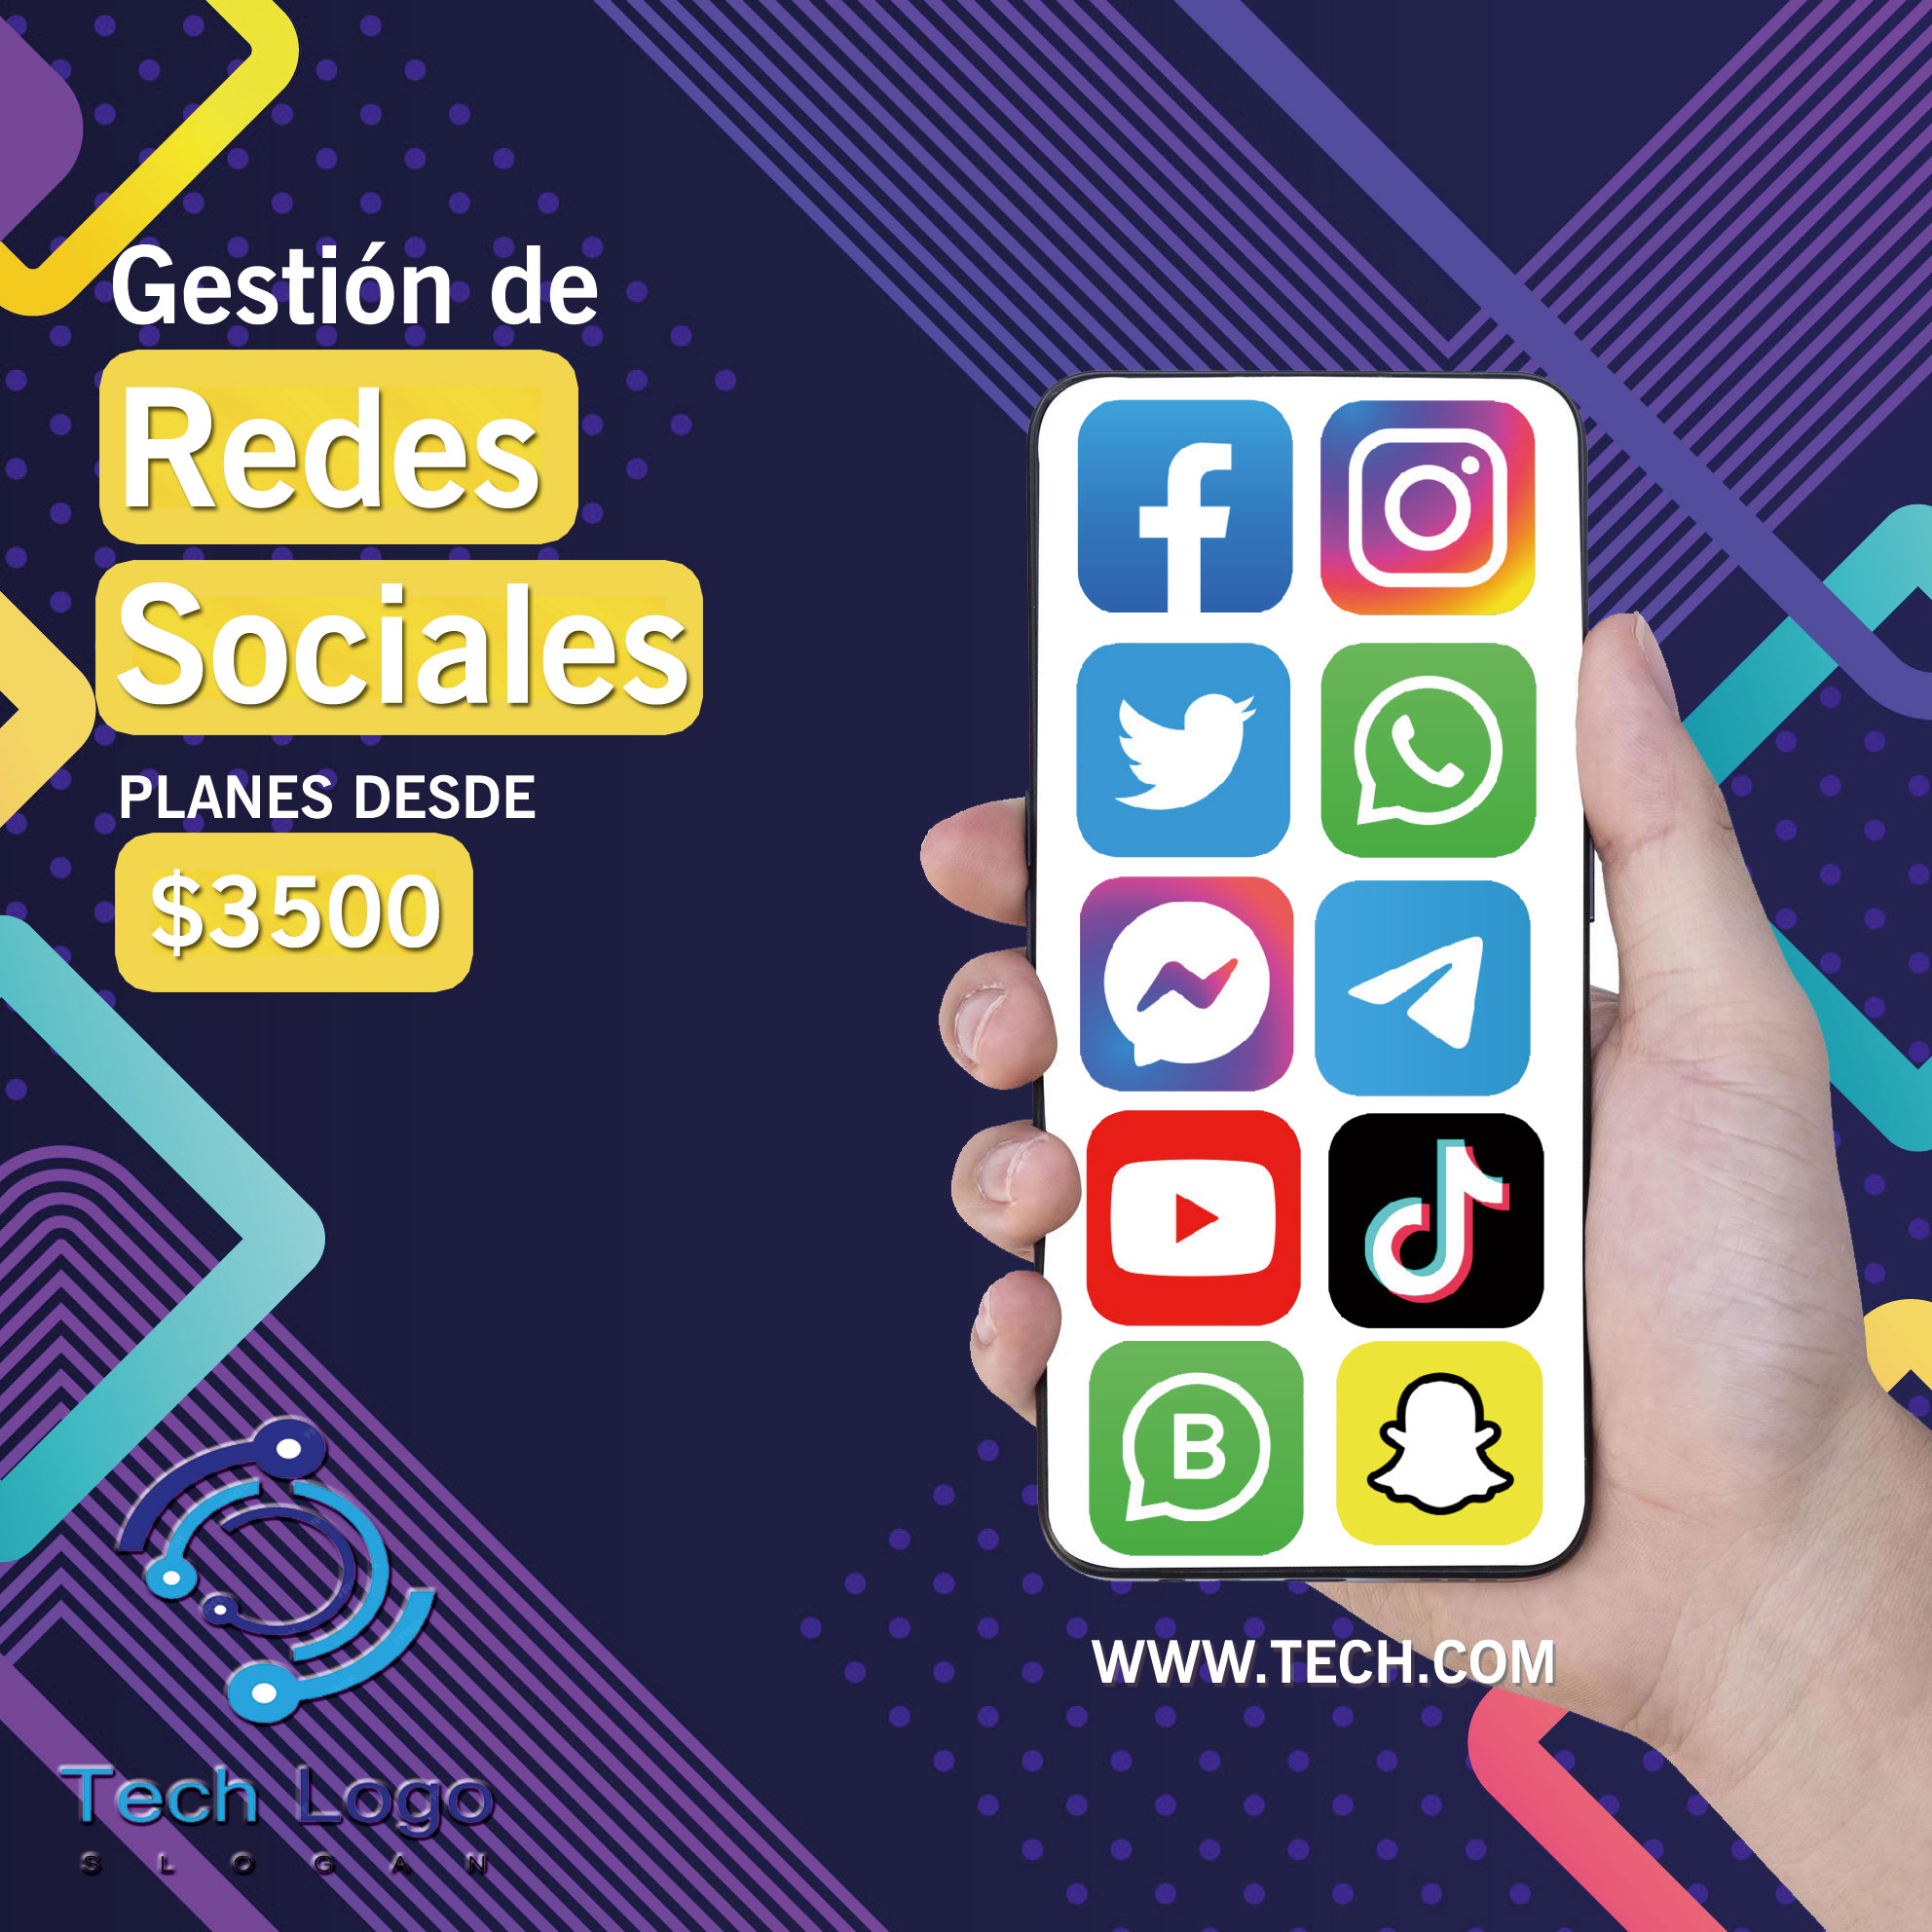 Gestión de
Redes
Sociales
PLANES DESDE
$3500
B
WWW.TECH.COM
Tech Logo
SLOGAN